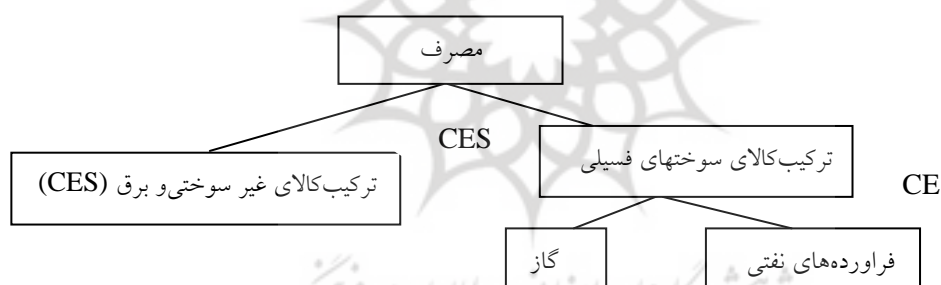 مصرف
CES
ترکیب‌کالای سوختهای فسیلی
ترکیب‌کالای غیر سوختی‌و برق (CES)
CE
فراورده‌های نفتی
گاز